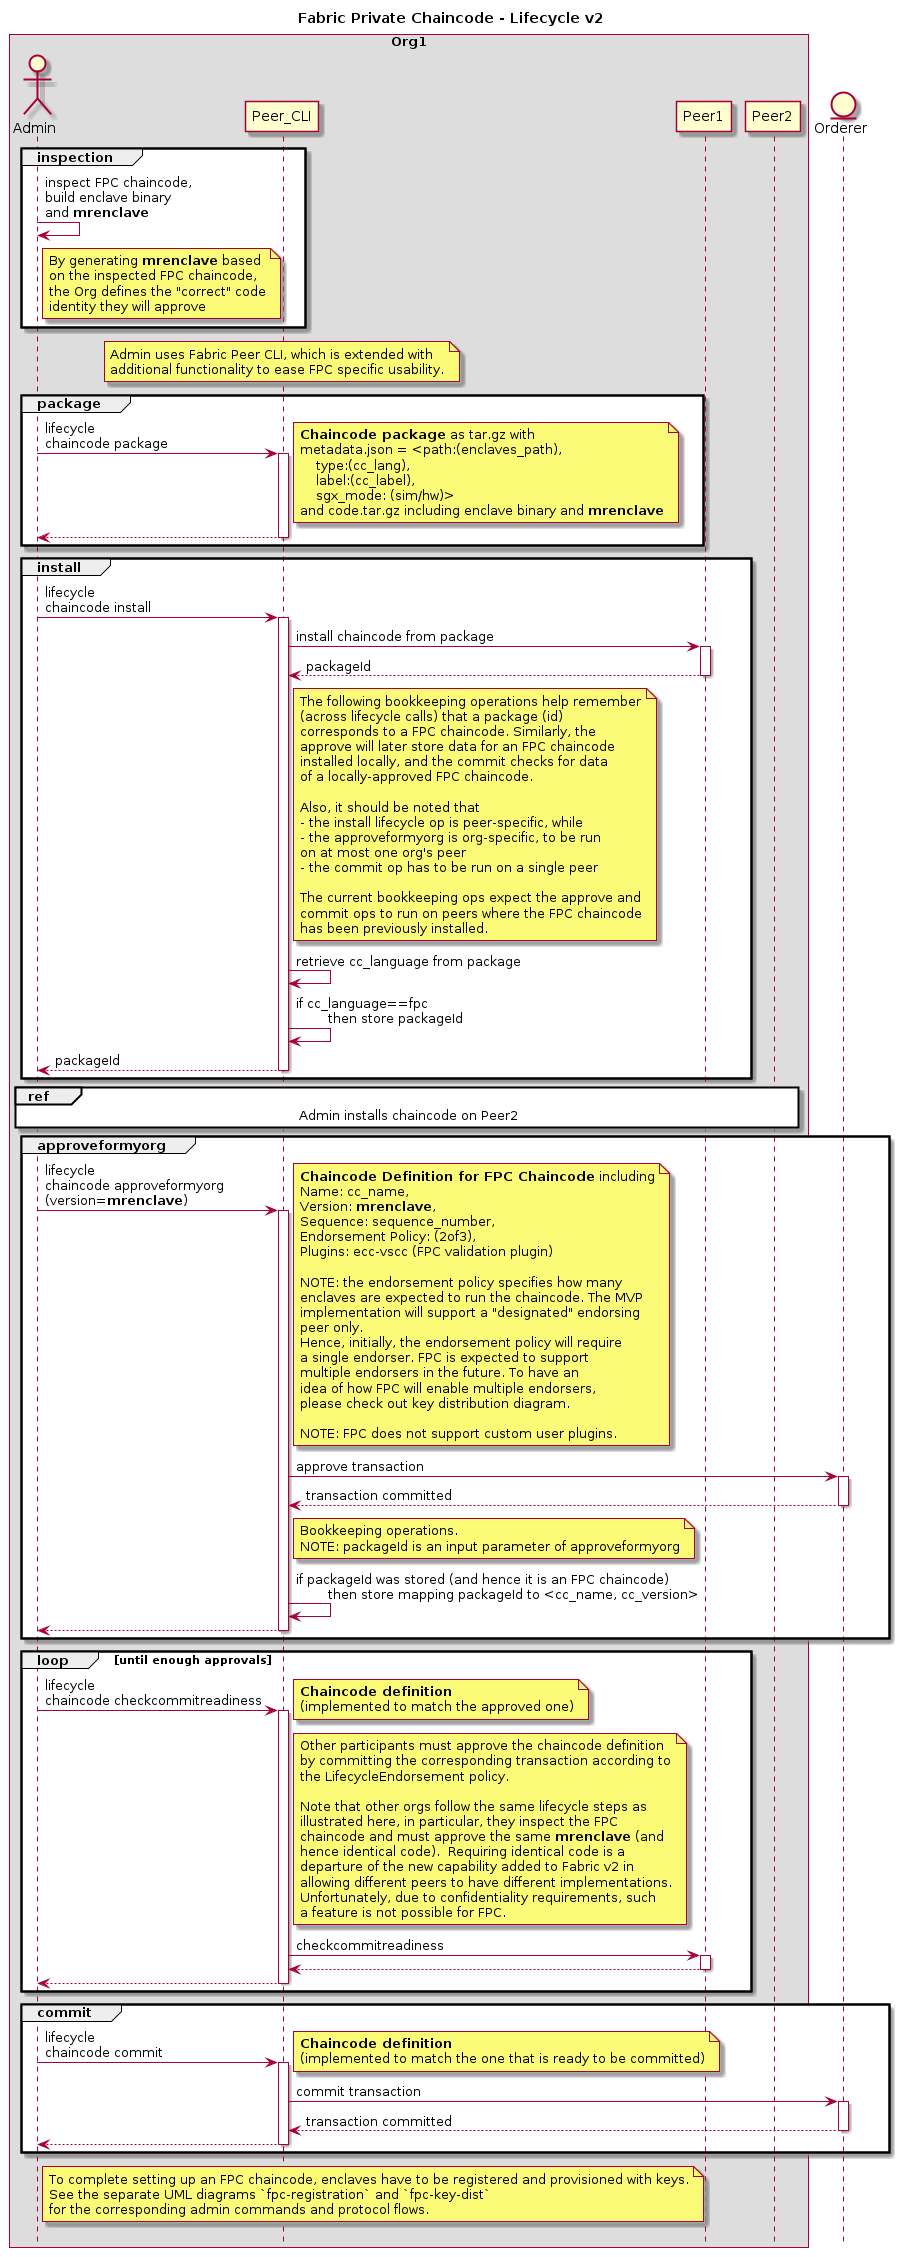 Fabric Private Chaincode - Lifecycle v2
Org1
Admin
Peer_CLI
Peer1
Peer2
Orderer
inspection
inspect FPC chaincode,
build enclave binary
and mrenclave
By generating mrenclave based
on the inspected FPC chaincode,
the Org defines the "correct" code
identity they will approve
Admin uses Fabric Peer CLI, which is extended with
additional functionality to ease FPC specific usability.
package
lifecycle
chaincode package
Chaincode package as tar.gz with
metadata.json = <path:(enclaves_path),
type:(cc_lang),
label:(cc_label),
sgx_mode: (sim/hw)>
and code.tar.gz including enclave binary and mrenclave
install
lifecycle
chaincode install
install chaincode from package
packageId
The following bookkeeping operations help remember
(across lifecycle calls) that a package (id)
corresponds to a FPC chaincode. Similarly, the
approve will later store data for an FPC chaincode
installed locally, and the commit checks for data
of a locally-approved FPC chaincode.
Also, it should be noted that
- the install lifecycle op is peer-specific, while
- the approveformyorg is org-specific, to be run
on at most one org's peer
- the commit op has to be run on a single peer
The current bookkeeping ops expect the approve and
commit ops to run on peers where the FPC chaincode
has been previously installed.
retrieve cc_language from package
if cc_language==fpc
then store packageId
packageId
ref
Admin installs chaincode on Peer2
approveformyorg
lifecycle
chaincode approveformyorg
(version=mrenclave)
Chaincode Definition for FPC Chaincode including
Name: cc_name,
Version: mrenclave,
Sequence: sequence_number,
Endorsement Policy: (2of3),
Plugins: ecc-vscc (FPC validation plugin)
NOTE: the endorsement policy specifies how many
enclaves are expected to run the chaincode. The MVP
implementation will support a "designated" endorsing
peer only.
Hence, initially, the endorsement policy will require
a single endorser. FPC is expected to support
multiple endorsers in the future. To have an
idea of how FPC will enable multiple endorsers,
please check out key distribution diagram.
NOTE: FPC does not support custom user plugins.
approve transaction
transaction committed
Bookkeeping operations.
NOTE: packageId is an input parameter of approveformyorg
if packageId was stored (and hence it is an FPC chaincode)
then store mapping packageId to <cc_name, cc_version>
loop [until enough approvals]
lifecycle
chaincode checkcommitreadiness
Chaincode definition
(implemented to match the approved one)
Other participants must approve the chaincode definition
by committing the corresponding transaction according to
the LifecycleEndorsement policy.
Note that other orgs follow the same lifecycle steps as
illustrated here, in particular, they inspect the FPC
chaincode and must approve the same mrenclave (and
hence identical code).  Requiring identical code is a
departure of the new capability added to Fabric v2 in
allowing different peers to have different implementations.
Unfortunately, due to confidentiality requirements, such
a feature is not possible for FPC.
checkcommitreadiness
commit
lifecycle
chaincode commit
Chaincode definition
(implemented to match the one that is ready to be committed)
commit transaction
transaction committed
To complete setting up an FPC chaincode, enclaves have to be registered and provisioned with keys.
See the separate UML diagrams `fpc-registration` and `fpc-key-dist`
for the corresponding admin commands and protocol flows.